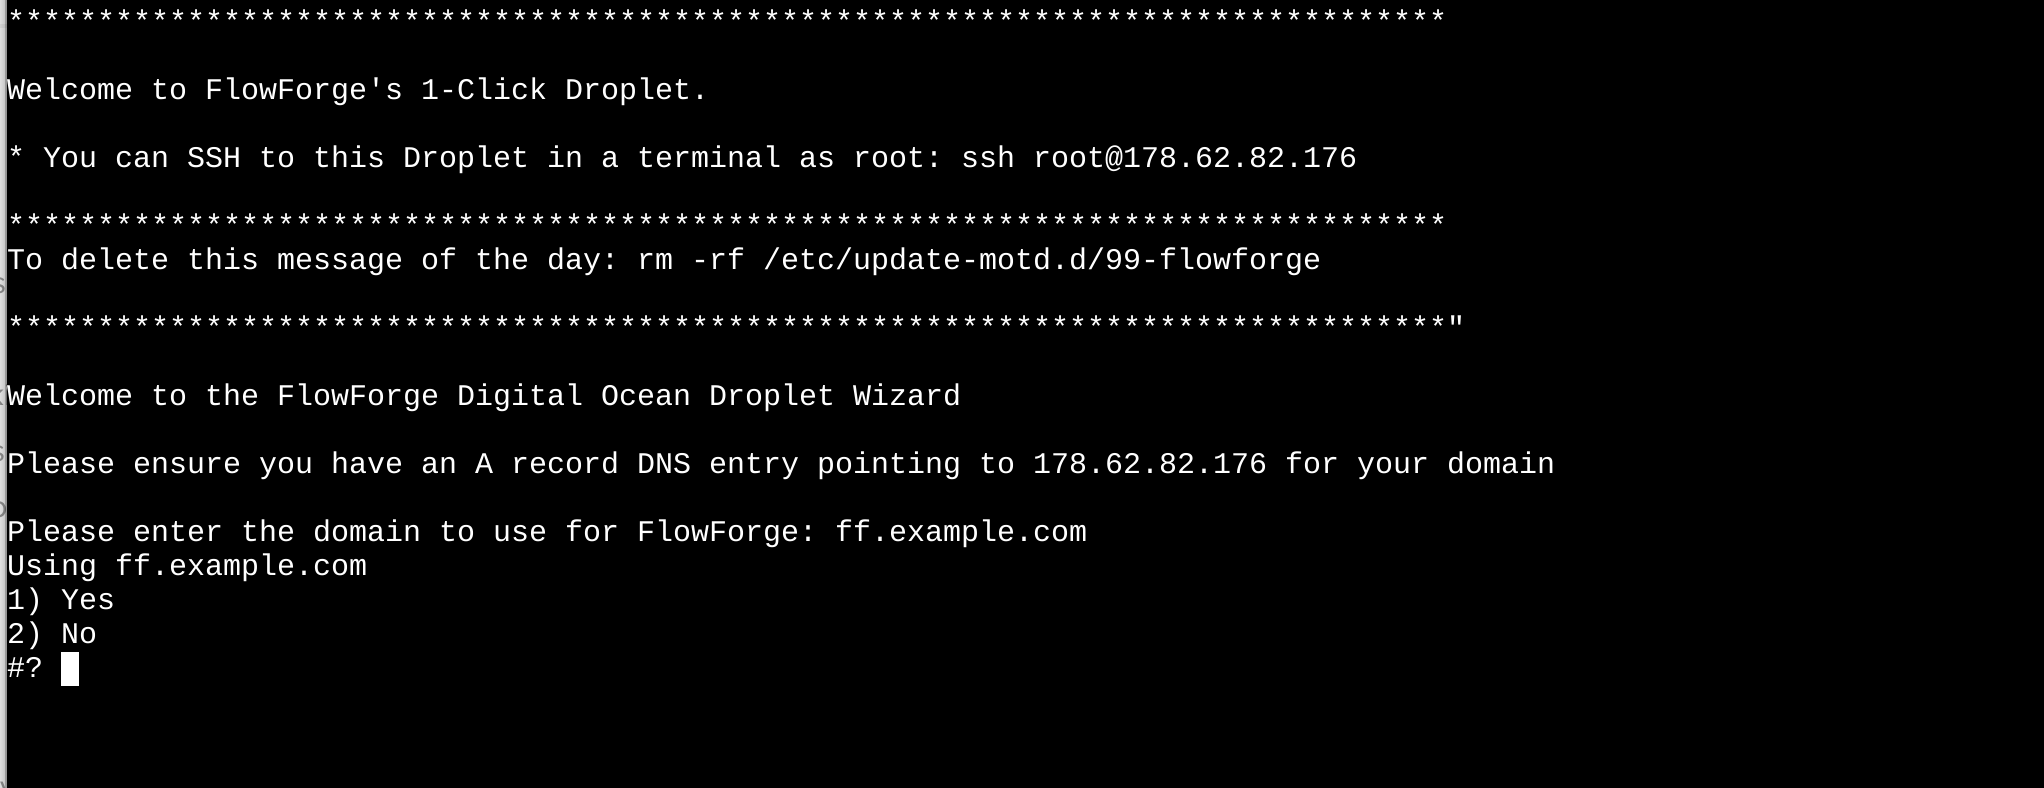 ********************************************************************************
Welcome to FlowForge's 1-Click Droplet.
* You can SSH to this Droplet in a terminal as root: ssh root@178.62.82.176
********************************************************************************
To delete this message of the day: rm -rf /etc/update-motd.d/99-flowforge
********************************************************************************"
Welcome to the FlowForge Digital Ocean Droplet Wizard
Please ensure you have an A record DNS entry pointing to 178.62.82.176 for your domain
Please enter the domain to use for FlowForge: ff.example.com
Using ff.example.com
1) Yes
2) No
#?